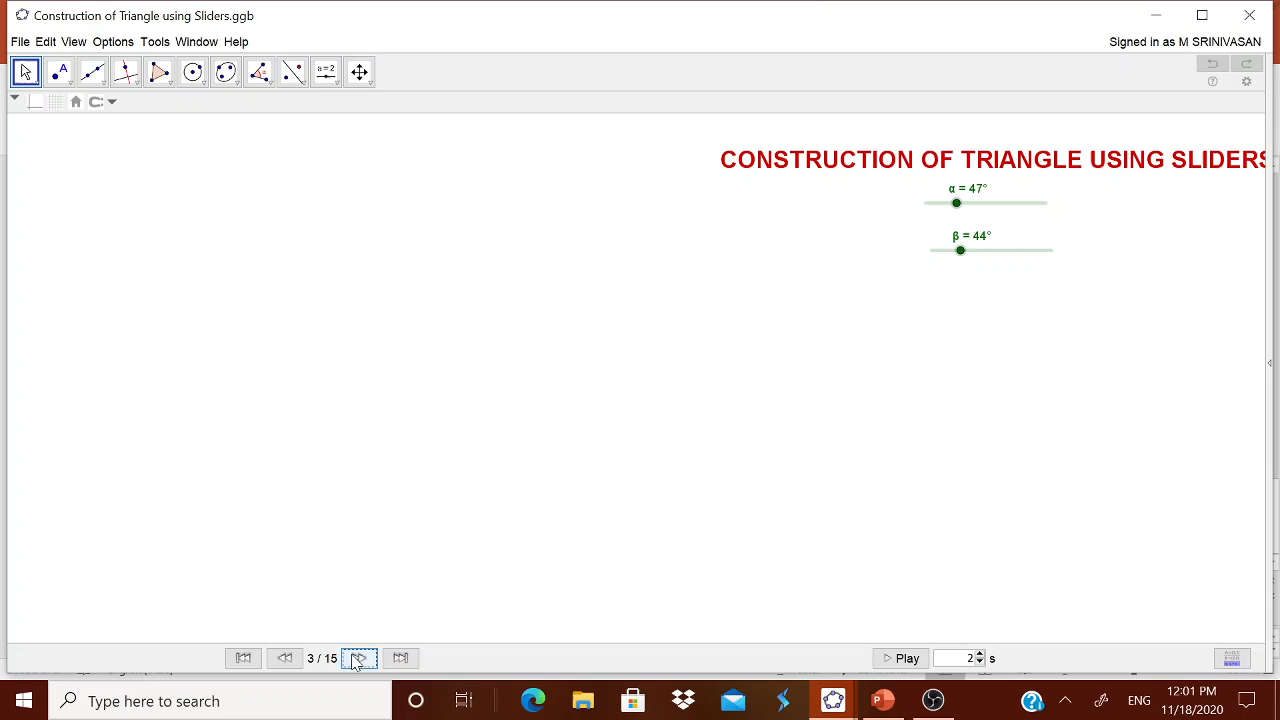 Construction of Triangle using Sliders.ggb
File Edit View Options Tools Window Help
Signed in as M SRINIVASAN
A
a=2
CONSTRUCTION OF TRIANGLE USING SLIDERS
α = 47°
β = 44°
3 / 15
Play
2 s
Type here to search
ENG
12:01 PM
11/18/2020